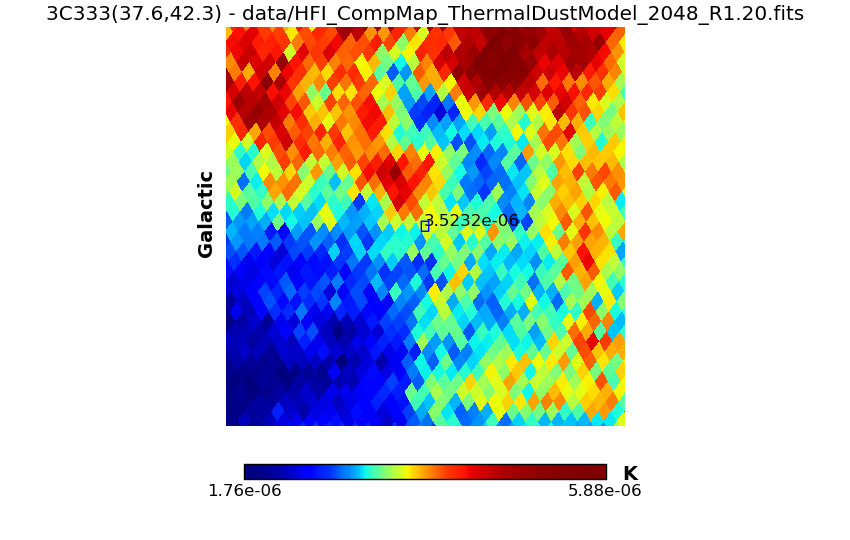 3C333(37.6,42.3) - data/HFI_CompMap_ThermalDustModel_2048_R1.20.fits
Galactic
3.5232e-06
K
1.76e-06
5.88e-06